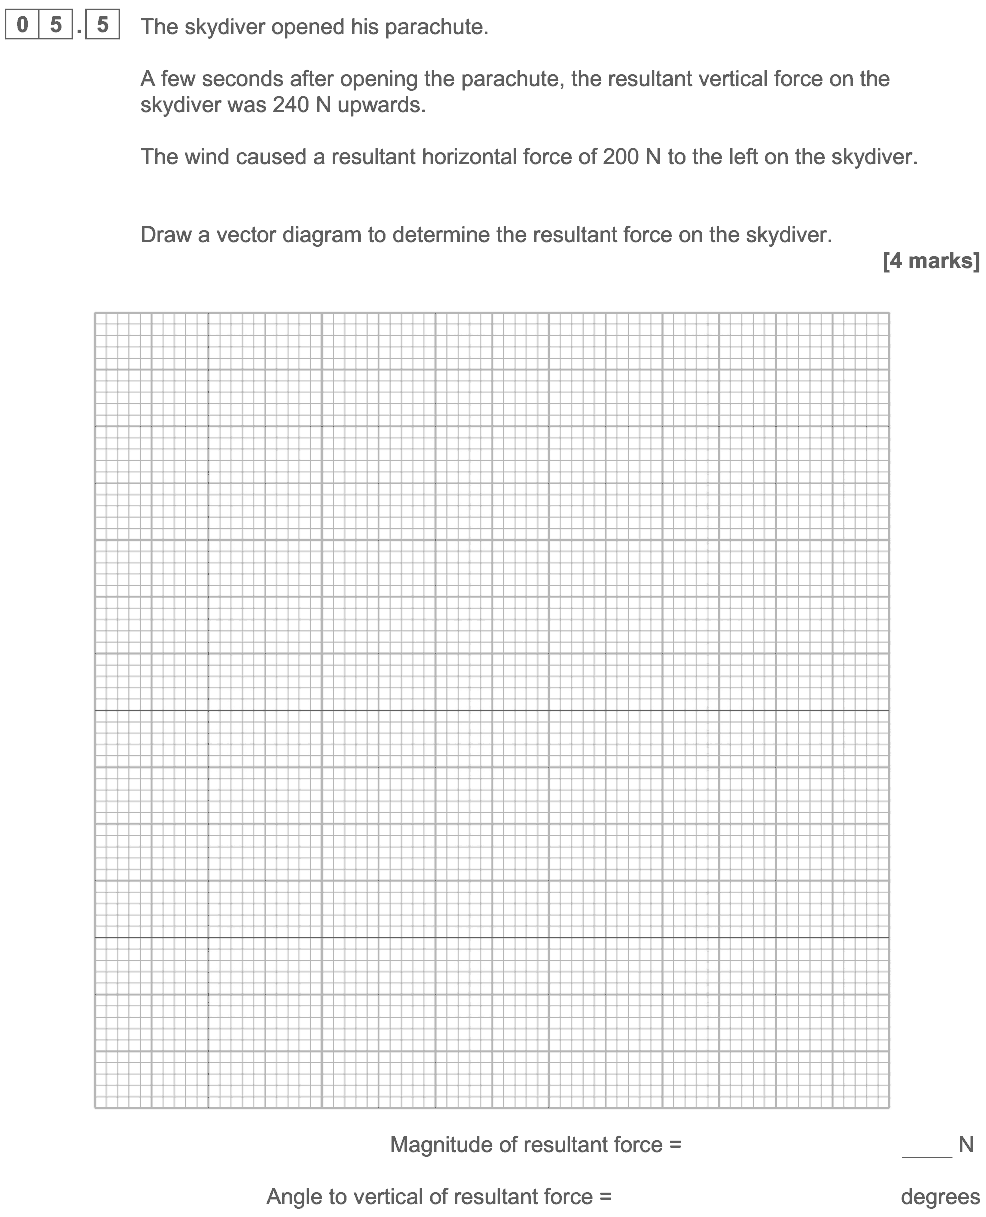 0 5 . 5 The skydiver opened his parachute.
A few seconds after opening the parachute, the resultant vertical force on the
skydiver was 240 N upwards.
The wind caused a resultant horizontal force of 200 N to the left on the skydiver.
Draw a vector diagram to determine the resultant force on the skydiver.
[4 marks]
Magnitude of resultant force = ____ N
Angle to vertical of resultant force = degrees